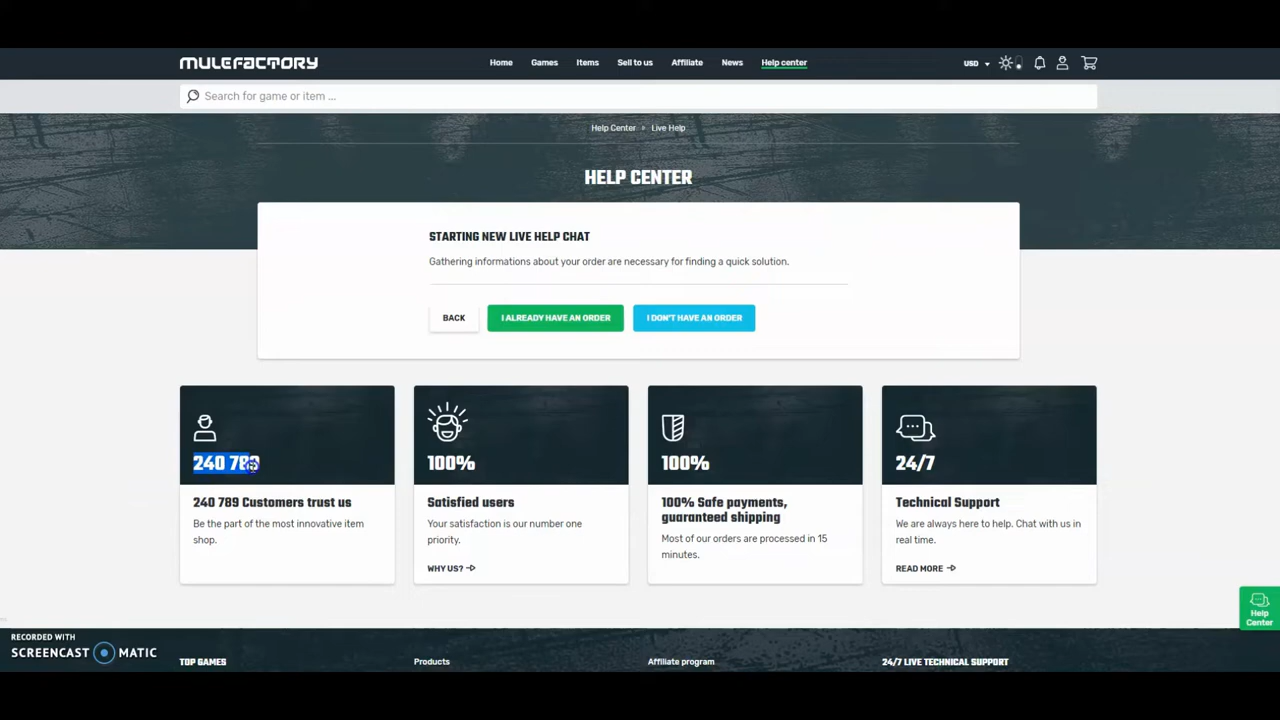 MULEFACTORY
Home Games Items Sell to us Affiliate News Help center
USD
Search for game or item ...
Help Center Live Help
HELP CENTER
STARTING NEW LIVE HELP CHAT
Gathering informations about your order are necessary for finding a quick solution.
BACK I ALREADY HAVE AN ORDER I DON'T HAVE AN ORDER
240 789
240 789 Customers trust us
Be the part of the most innovative item
shop.
100%
Satisfied users
Your satisfaction is our number one
priority.
WHY US?
100%
100% Safe payments,
guaranteed shipping
Most of our orders are processed in 15
minutes.
24/7
Technical Support
We are always here to help. Chat with us in
real time.
READ MORE
Help
Center
RECORDED WITH
SCREENCAST MATIC
TOP GAMES
Products
Affiliate program
24/7 LIVE TECHNICAL SUPPORT